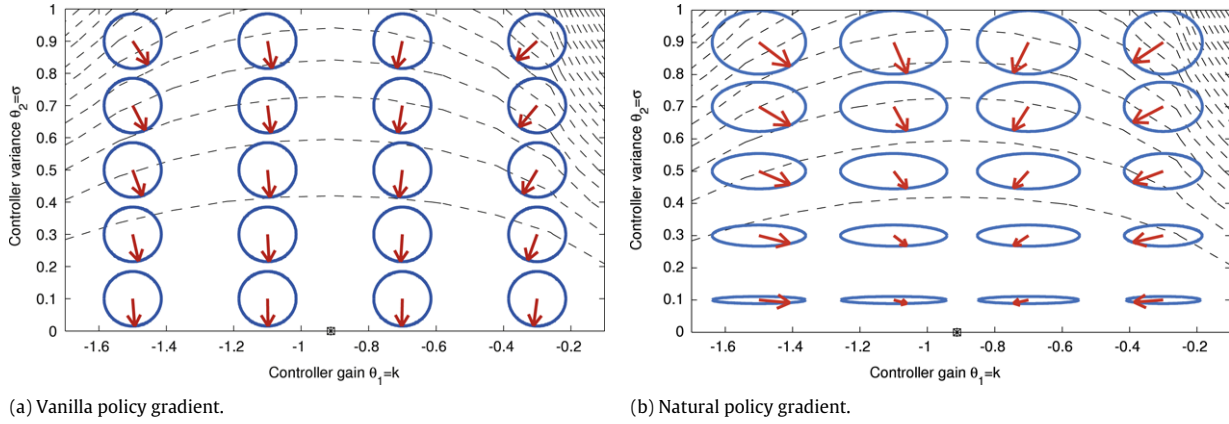 1
0.9
0.8
0.7
0.6
0.5
0.4
0.3
0.2
0.1
0
Controller variance θ2=σ
-1.6 -1.4 -1.2 -1 -0.8 -0.6 -0.4 -0.2
Controller gain θ1=k
(a) Vanilla policy gradient.
1
0.9
0.8
0.7
0.6
0.5
0.4
0.3
0.2
0.1
0
Controller variance θ2=σ
-1.6 -1.4 -1.2 -1 -0.8 -0.6 -0.4 -0.2
Controller gain θ1=k
(b) Natural policy gradient.